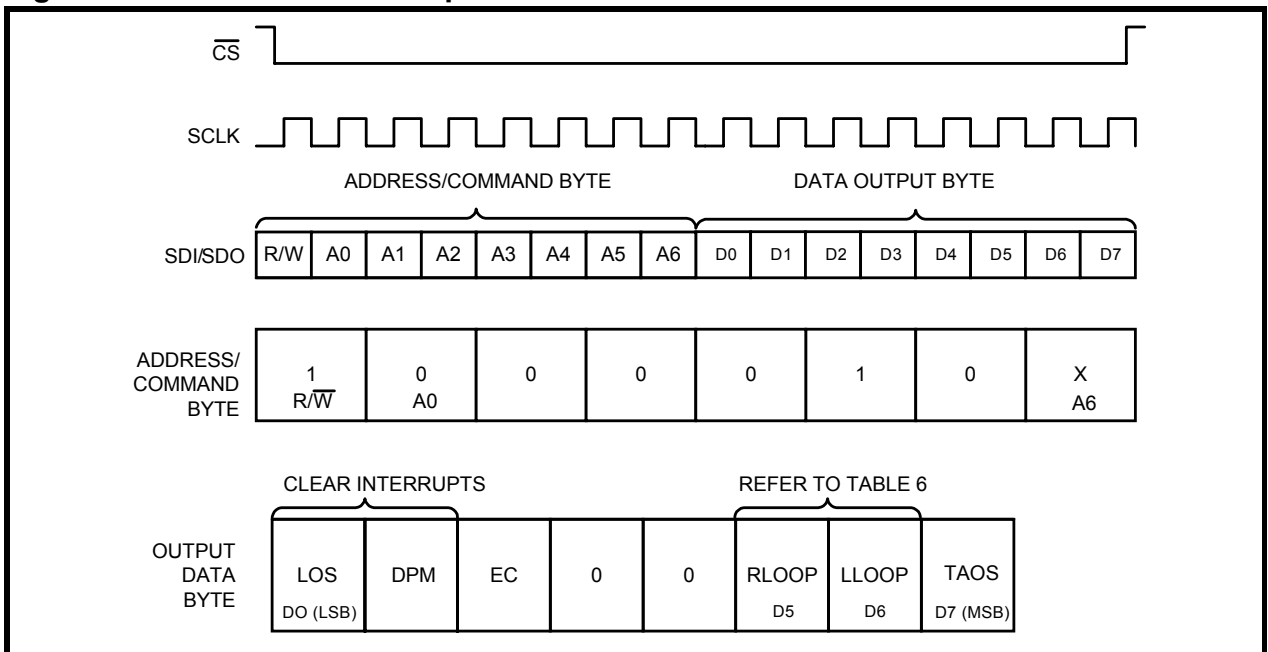 CS
SCLK
ADDRESS/COMMAND BYTE DATA OUTPUT BYTE
SDI/SDO R/W A0 A1 A2 A3 A4 A5 A6 D0 D1 D2 D3 D4 D5 D6 D7
ADDRESS/
COMMAND
BYTE
1 0 0 0 0 1 0 X
R/W A0 A6
CLEAR INTERRUPTS REFER TO TABLE 6
OUTPUT
DATA
BYTE
LOS DPM EC 0 0 RLOOP LLOOP TAOS
DO (LSB) D5 D6 D7 (MSB)